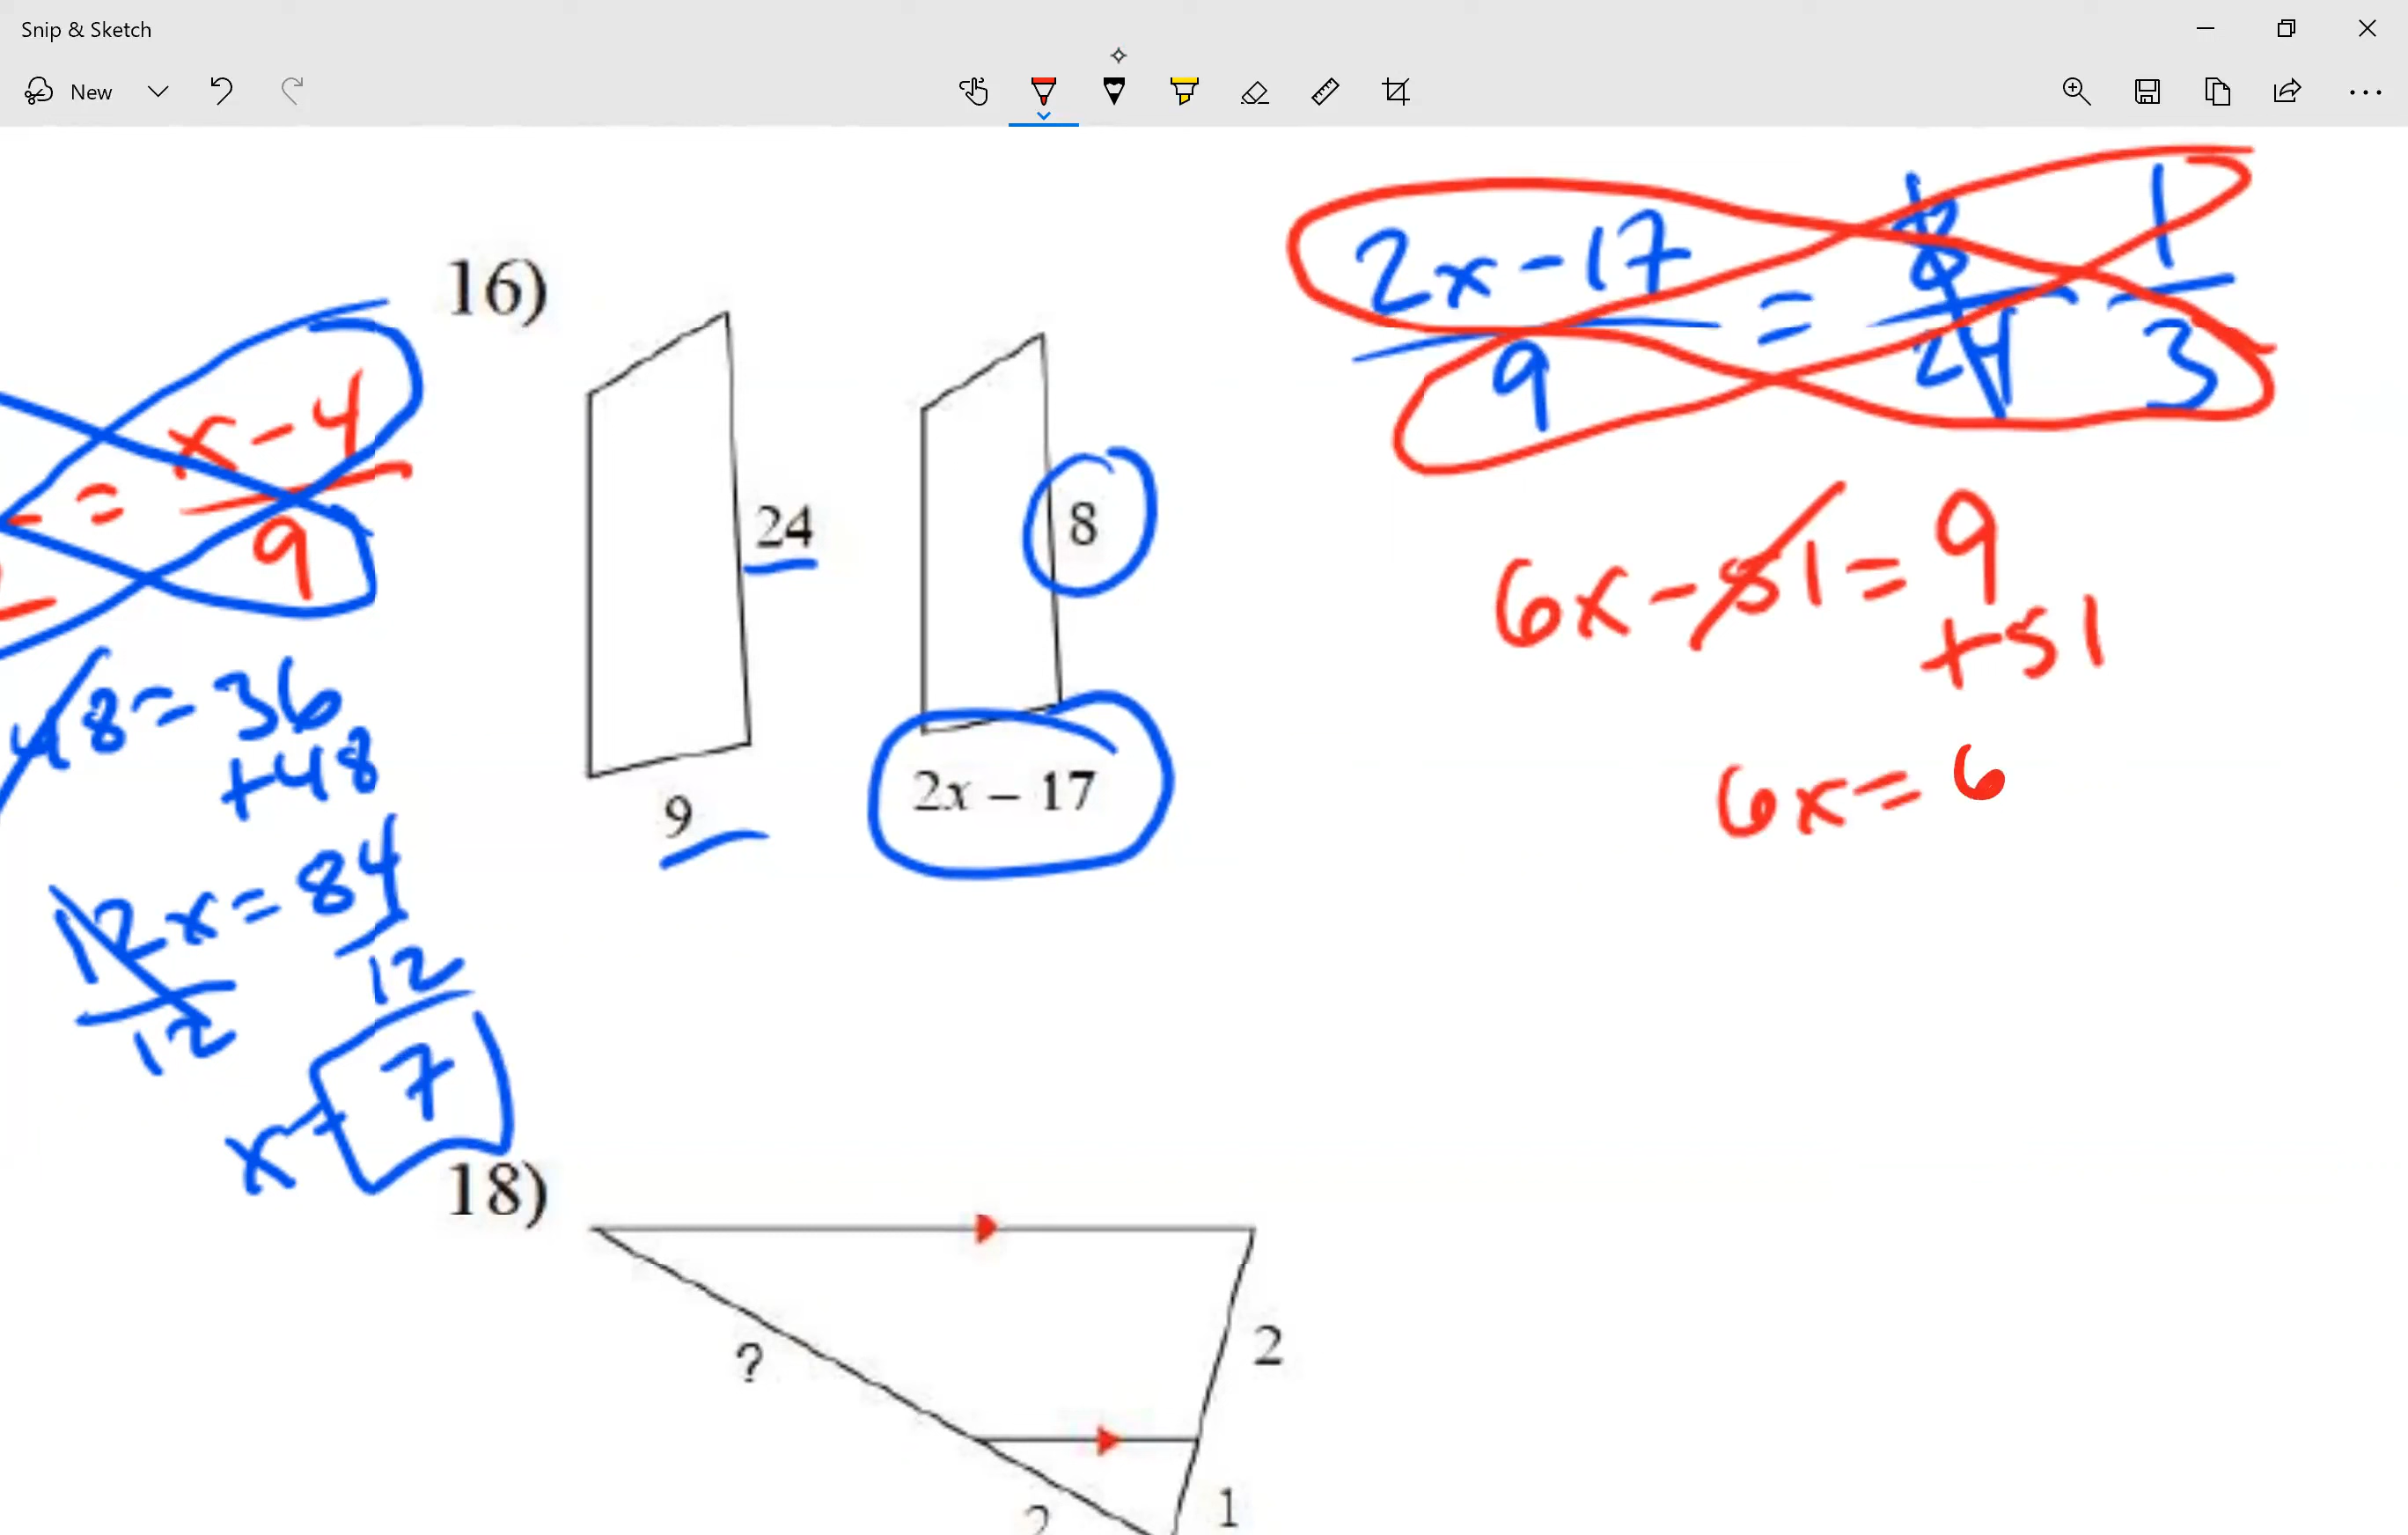 Snip & Sketch
New
16)
24
8
9
2x – 17
2x - 17 = 8 1
9 24 3
6x - 51 = 9
+51
6x = 6
= x - 4
9
48 = 36
+48
12x = 84
12 12
x = 7
18)
?
2
2
1